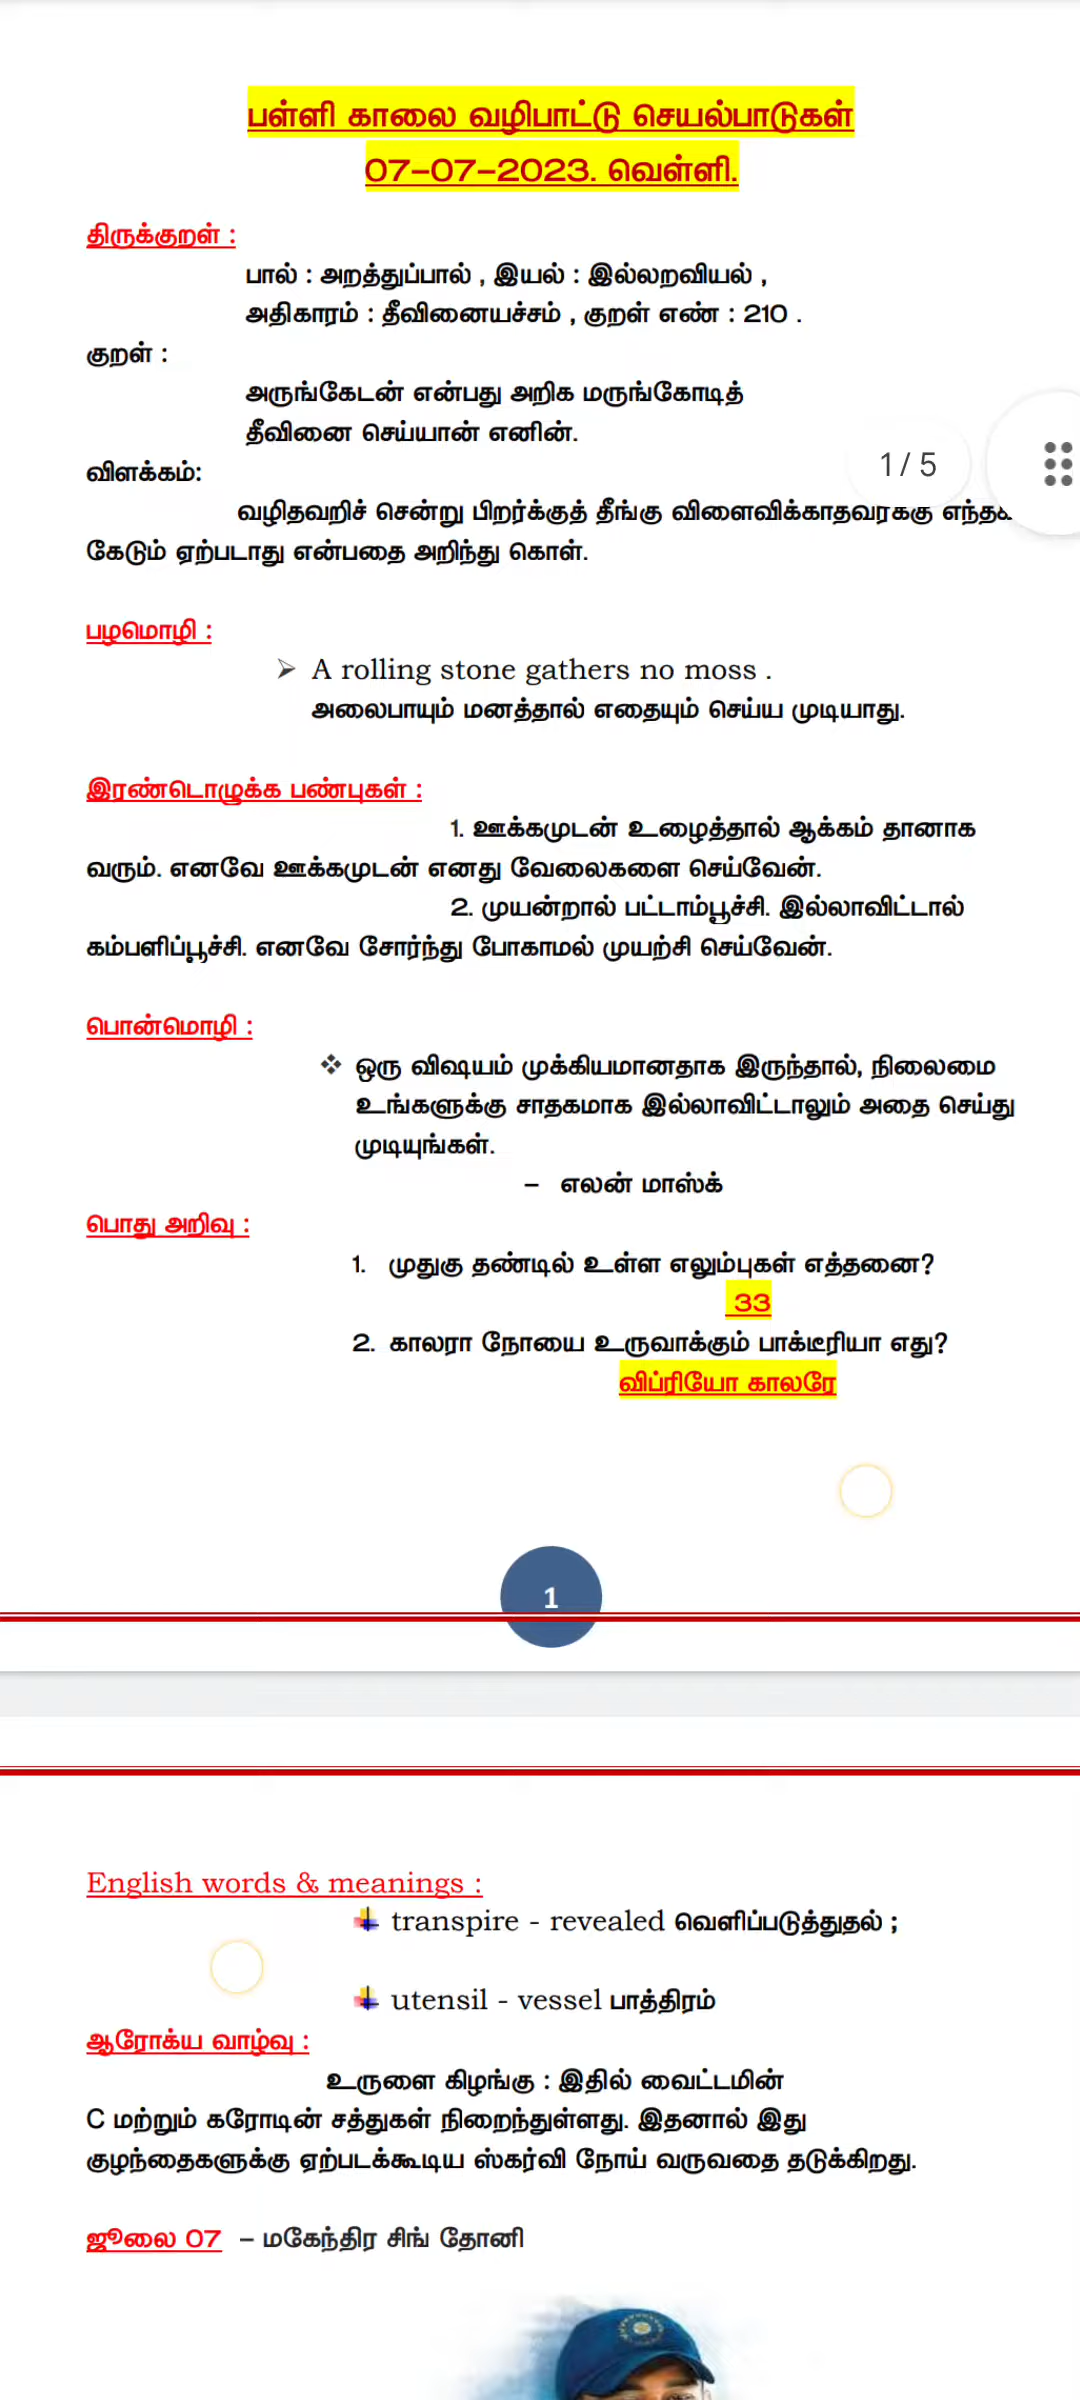 பள்ளி காலை வழிபாட்டு செயல்பாடுகள்
07-07-2023. வெள்ளி.
திருக்குறள் :
பால் : அறத்துப்பால் , இயல் : இல்லறவியல் ,
அதிகாரம் : தீவினையச்சம் , குறள் எண் : 210 .
குறள் :
அருங்கேடன் என்பது அறிக மருங்கோடித்
தீவினை செய்யான் எனின்.
1 / 5
விளக்கம்:
வழிதவறிச் சென்று பிறர்க்குத் தீங்கு விளைவிக்காதவர்க்கு
கேடும் ஏற்படாது என்பதை அறிந்து கொள்.
பழமொழி :
➢ A rolling stone gathers no moss .
அலைபாயும் மனத்தால் எதையும் செய்ய முடியாது.
இரண்டொழுக்க பண்புகள் :
1. ஊக்கமுடன் உழைத்தால் ஆக்கம் தானாக
வரும். எனவே ஊக்கமுடன் எனது வேலைகளை செய்வேன்.
2. முயன்றால் பட்டாம்பூச்சி. இல்லாவிட்டால்
கம்பளிப்பூச்சி. எனவே சோர்ந்து போகாமல் முயற்சி செய்வேன்.
பொன்மொழி :
❖ ஒரு விஷயம் முக்கியமானதாக இருந்தால், நிலைமை
உங்களுக்கு சாதகமாக இல்லாவிட்டாலும் அதை செய்து
முடியுங்கள்.
– எலன் மாஸ்க்
பொது அறிவு :
1. முதுகு தண்டில் உள்ள எலும்புகள் எத்தனை?
33
2. காலரா நோயை உருவாக்கும் பாக்டீரியா எது?
விப்ரியோ காலரே
1
English words & meanings :
transpire - revealed வெளிப்படுத்துதல் ;
utensil - vessel பாத்திரம்
ஆரோக்ய வாழ்வு :
உருளை கிழங்கு : இதில் வைட்டமின்
C மற்றும் கரோடின் சத்துகள் நிறைந்துள்ளது. இதனால் இது
குழந்தைகளுக்கு ஏற்படக்கூடிய ஸ்கர்வி நோய் வருவதை தடுக்கிறது.
ஜூலை 07 – மகேந்திர சிங் தோனி